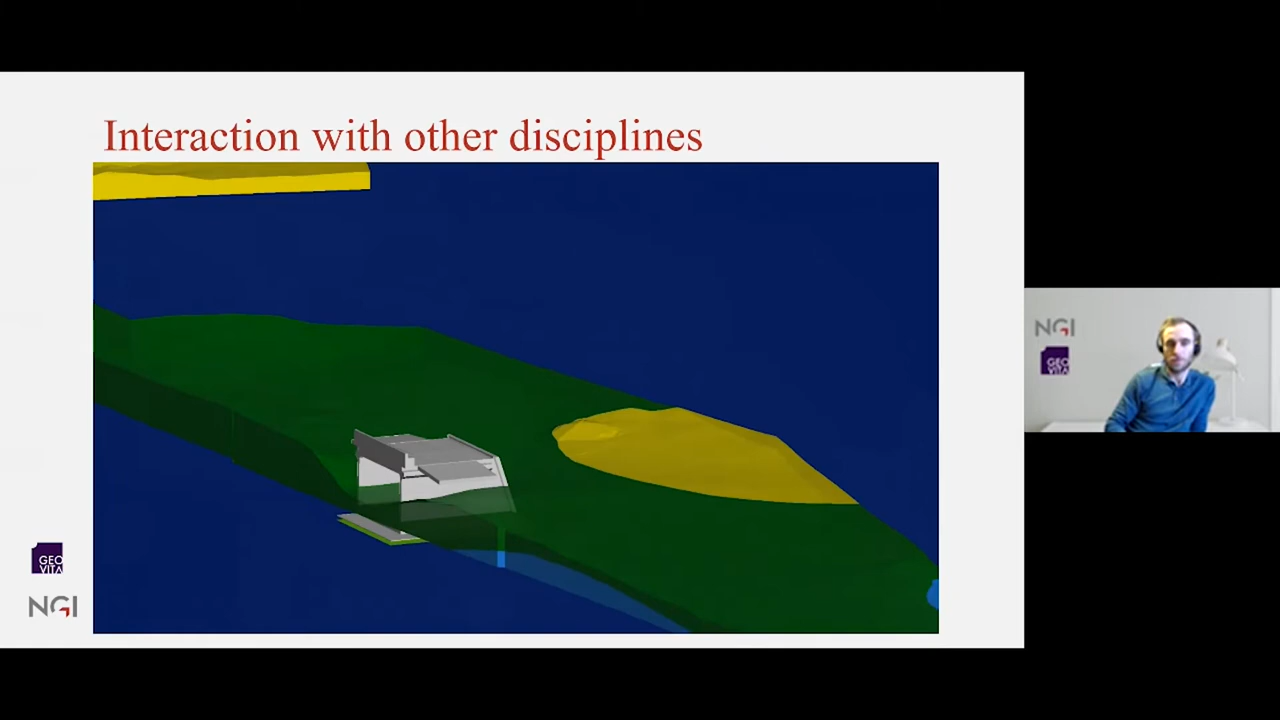 Interaction with other disciplines
NGI
GEO
VITA
GEO
VITA
NGI